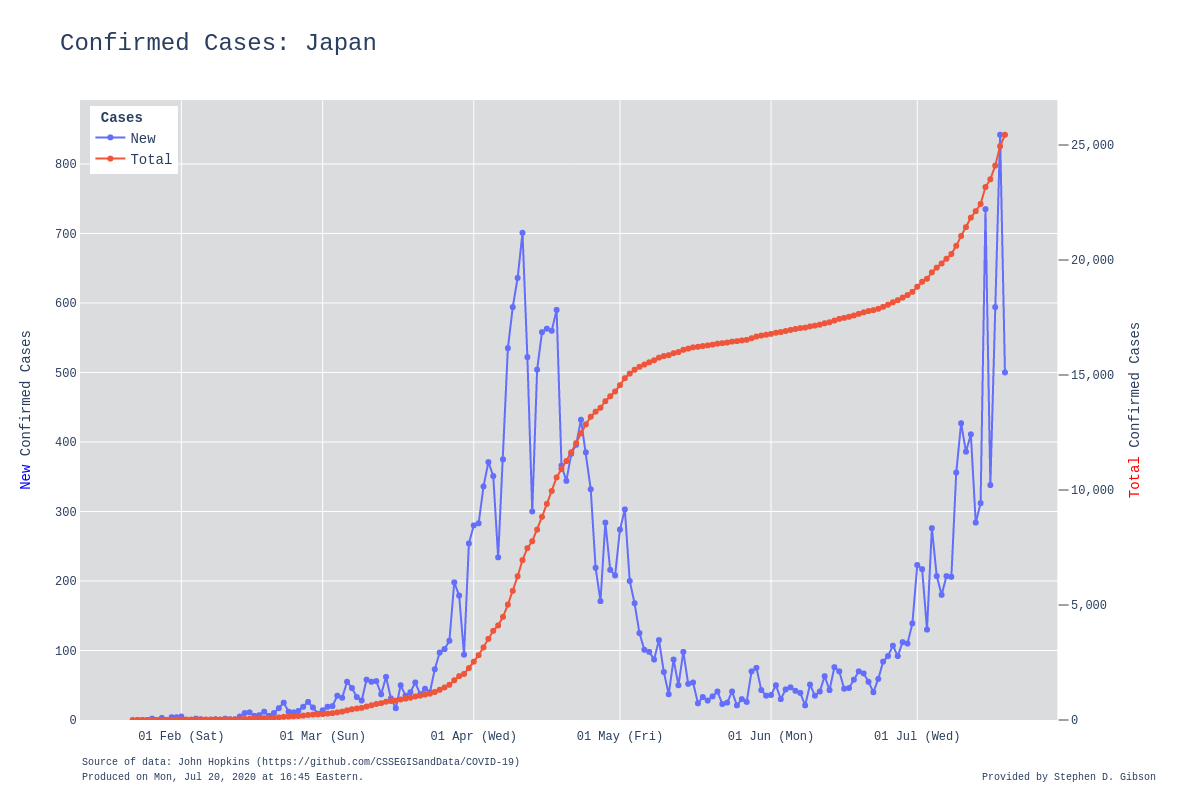 Confirmed Cases: Japan
Cases
New
Total
800
700
600
500
400
300
200
100
0
25,000
20,000
15,000
10,000
5,000
0
New Confirmed Cases
Total Confirmed Cases
01 Feb (Sat) 01 Mar (Sun) 01 Apr (Wed) 01 May (Fri) 01 Jun (Mon) 01 Jul (Wed)
Source of data: John Hopkins (https://github.com/CSSEGISandData/COVID-19)
Produced on Mon, Jul 20, 2020 at 16:45 Eastern.
Provided by Stephen D. Gibson